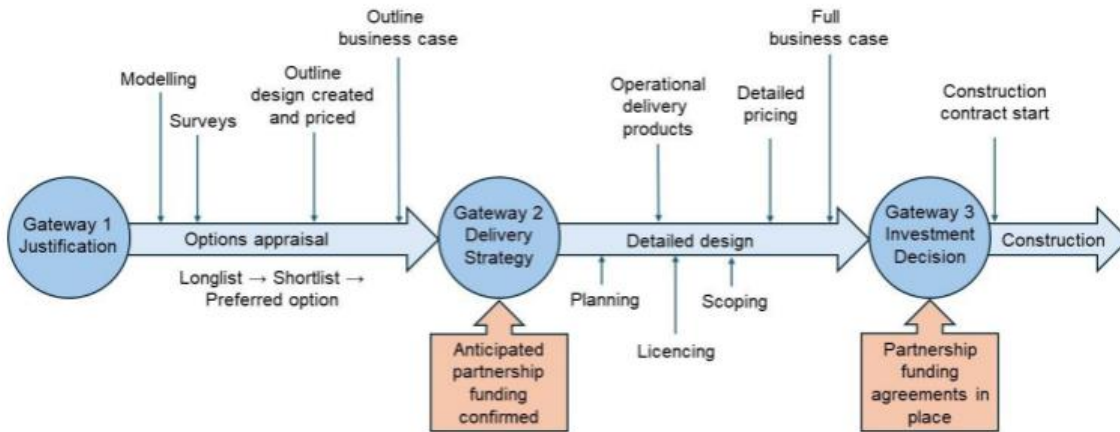 Outline
business case
Full
business case
Modelling
Outline
design created
and priced
Operational
delivery
products
Detailed
pricing
Construction
contract start
Surveys
Gateway 1
Justification
Options appraisal
Gateway 2
Delivery
Strategy
Detailed design
Gateway 3
Investment
Decision
Construction
Longlist → Shortlist →
Preferred option
Planning
Scoping
Licencing
Anticipated
partnership
funding
confirmed
Partnership
funding
agreements in
place